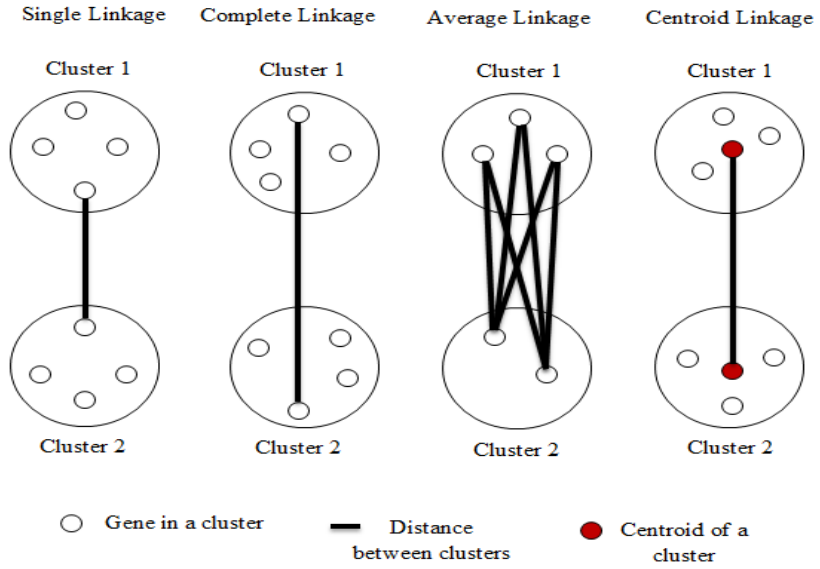 Single Linkage
Complete Linkage
Average Linkage
Centroid Linkage
Cluster 1
Cluster 1
Cluster 1
Cluster 1
Cluster 2
Cluster 2
Cluster 2
Cluster 2
Gene in a cluster
Distance
between clusters
Centroid of a
cluster